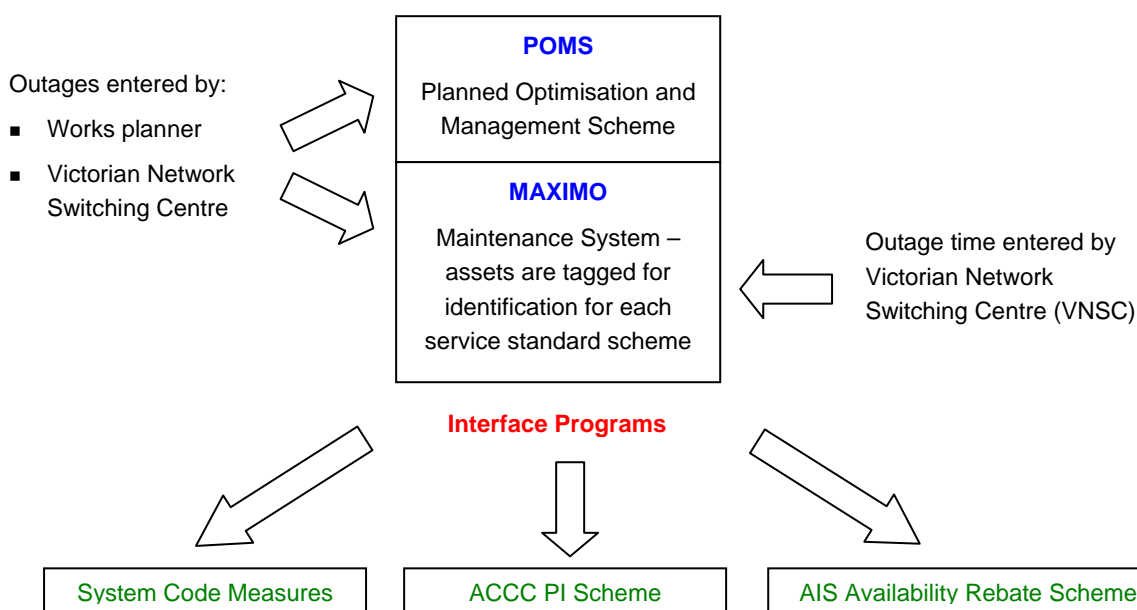 Outages entered by:
■ Works planner
■ Victorian Network
Switching Centre
POMS
Planned Optimisation and
Management Scheme
MAXIMO
Maintenance System –
assets are tagged for
identification for each
service standard scheme
Outage time entered by
Victorian Network
Switching Centre (VNSC)
Interface Programs
System Code Measures
ACCC PI Scheme
AIS Availability Rebate Scheme